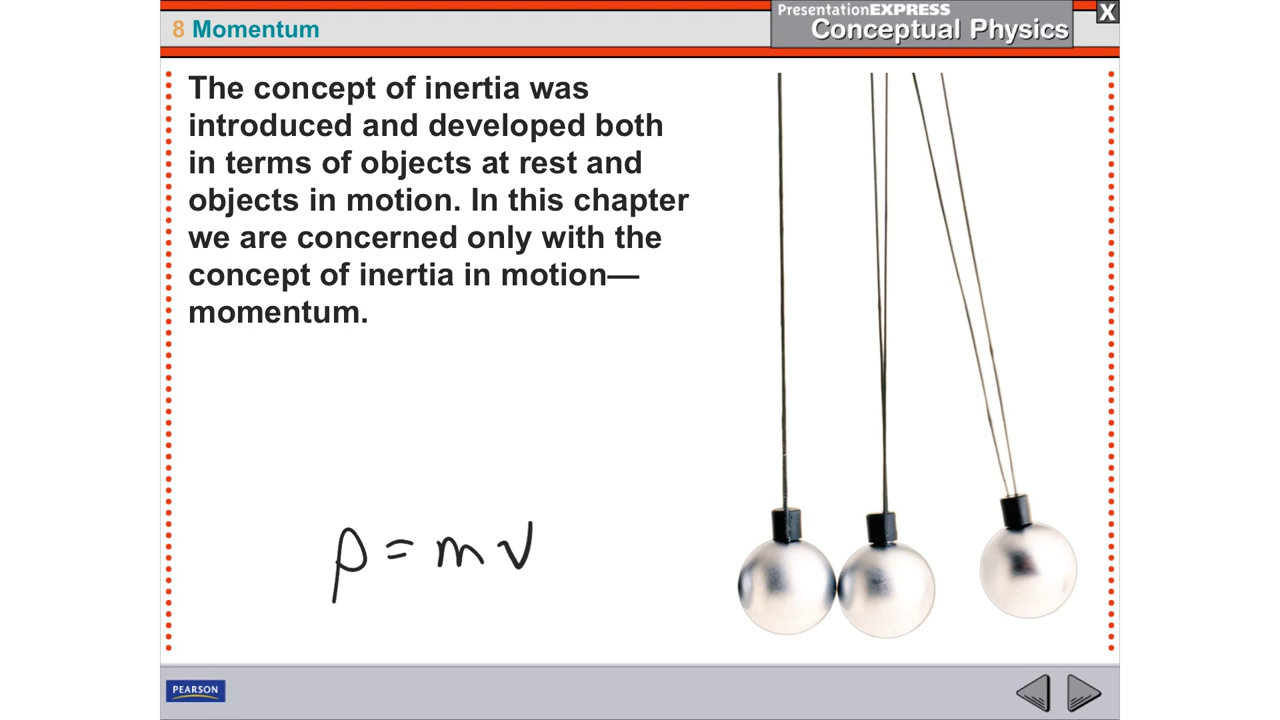 8 Momentum
PresentationEXPRESS
Conceptual Physics
X
The concept of inertia was
introduced and developed both
in terms of objects at rest and
objects in motion. In this chapter
we are concerned only with the
concept of inertia in motion—
momentum.
p = mv
PEARSON